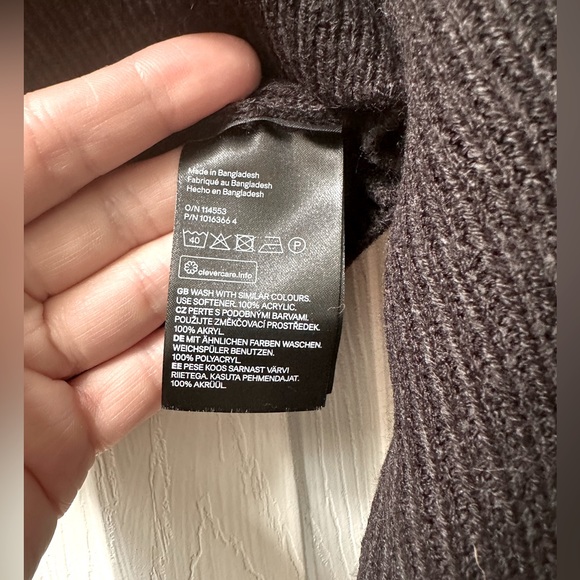 Made in Bangladesh
Fabriqué au Bangladesh
Hecho en Bangladesh
O/N 114553
P/N 1016366 4
40 P
clevercare.info
GB WASH WITH SIMILAR COLOURS.
USE SOFTENER. 100% ACRYLIC.
CZ PERTE S PODOBNÝMI BARVAMI.
POUŽIJTE ZMĚKČOVACÍ PROSTŘEDEK.
100% AKRYL.
DE MIT ÄHNLICHEN FARBEN WASCHEN.
WEICHSPÜLER BENUTZEN.
100% POLYACRYL.
EE PESE KOOS SARNAST VÄRVI
RIIETEGA. KASUTA PEHMENDAJAT.
100% AKRÜÜL.